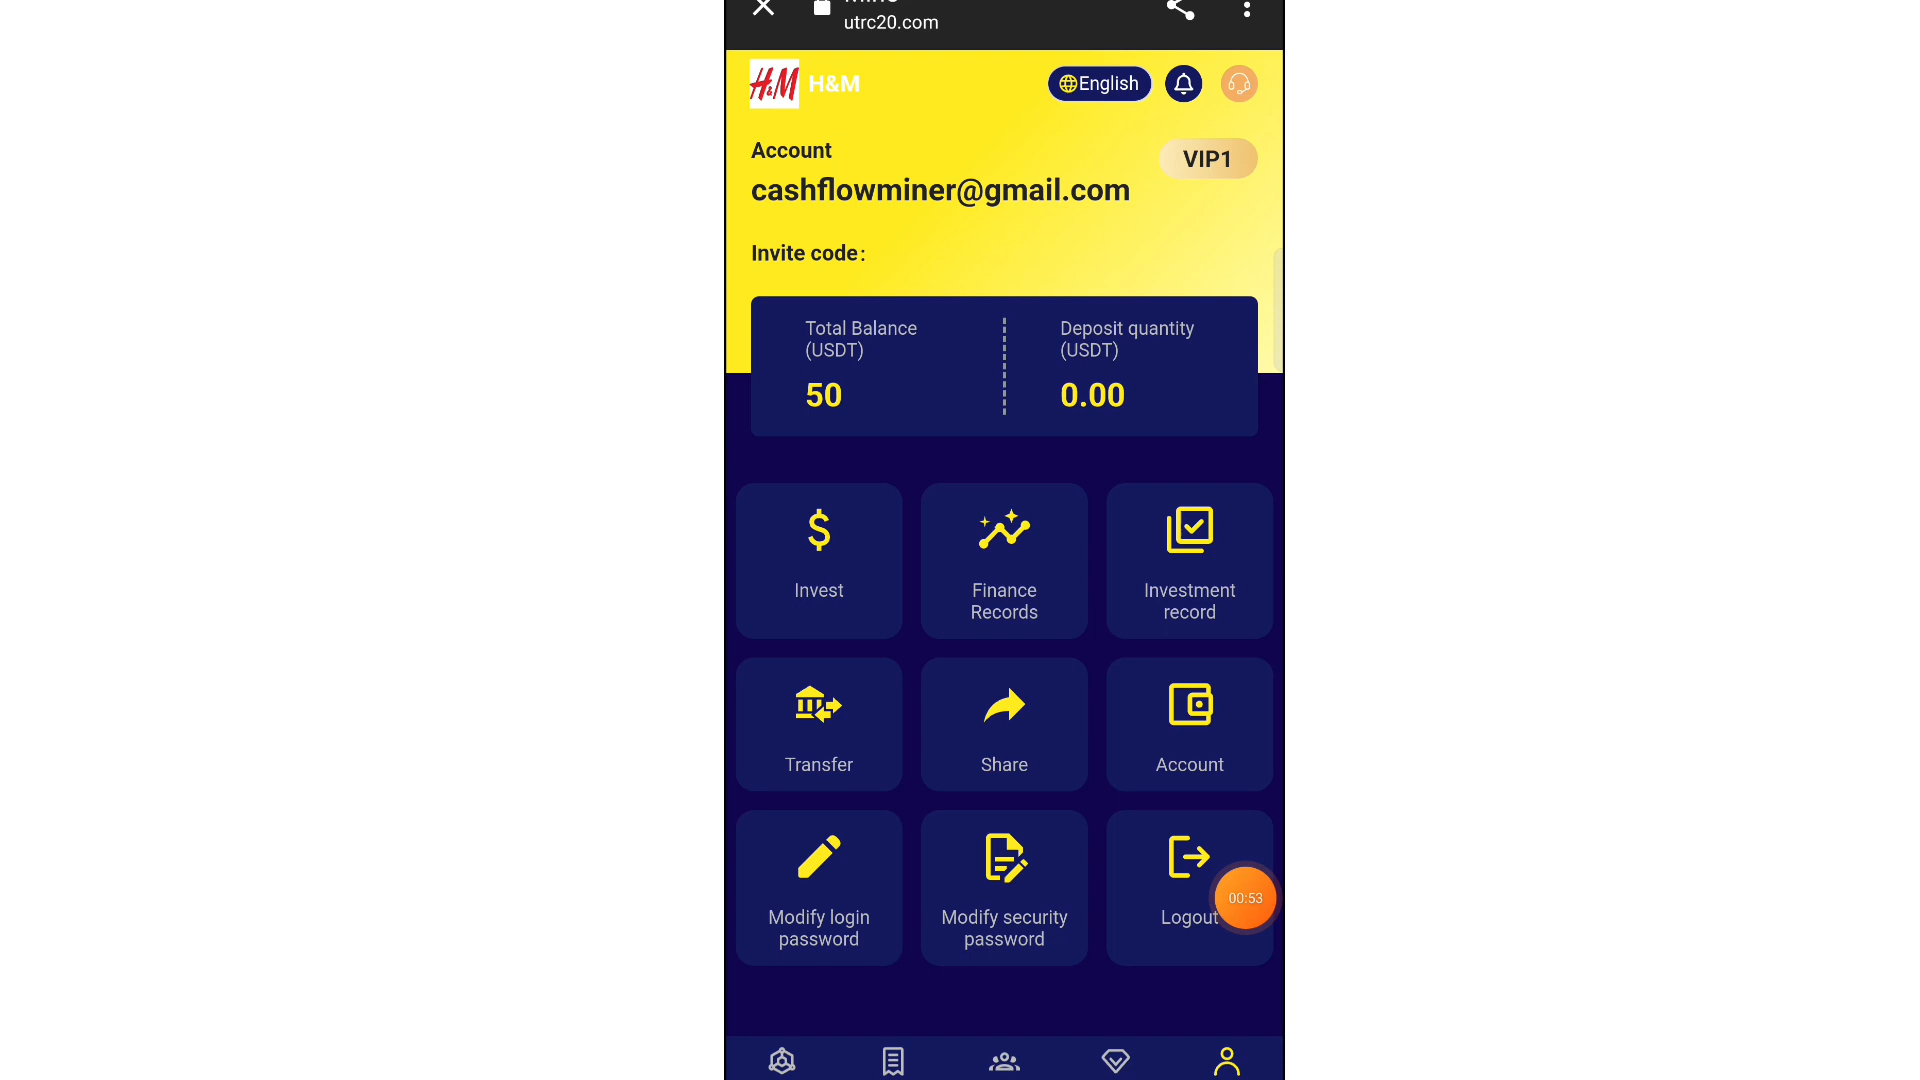 utrc20.com
H&M H&M
English
Account
VIP1
cashflowminer@gmail.com
Invite code:
Total Balance
(USDT)
50
Deposit quantity
(USDT)
0.00
Invest
Finance
Records
Investment
record
Transfer
Share
Account
Modify login
password
Modify security
password
Logout
00:53